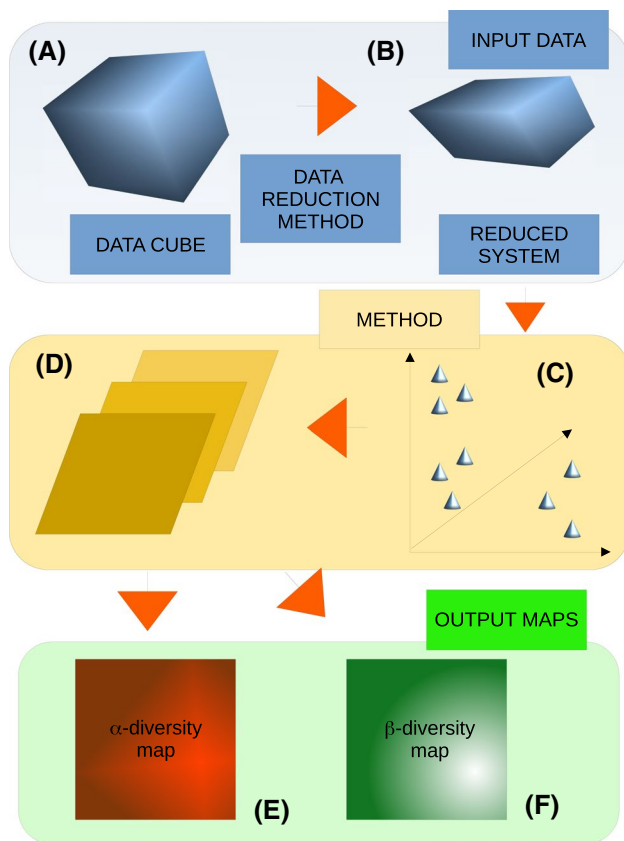 (A)
(B)
INPUT DATA
DATA
REDUCTION
METHOD
DATA CUBE
REDUCED
SYSTEM
METHOD
(D)
(C)
OUTPUT MAPS
α-diversity
map
β-diversity
map
(E)
(F)